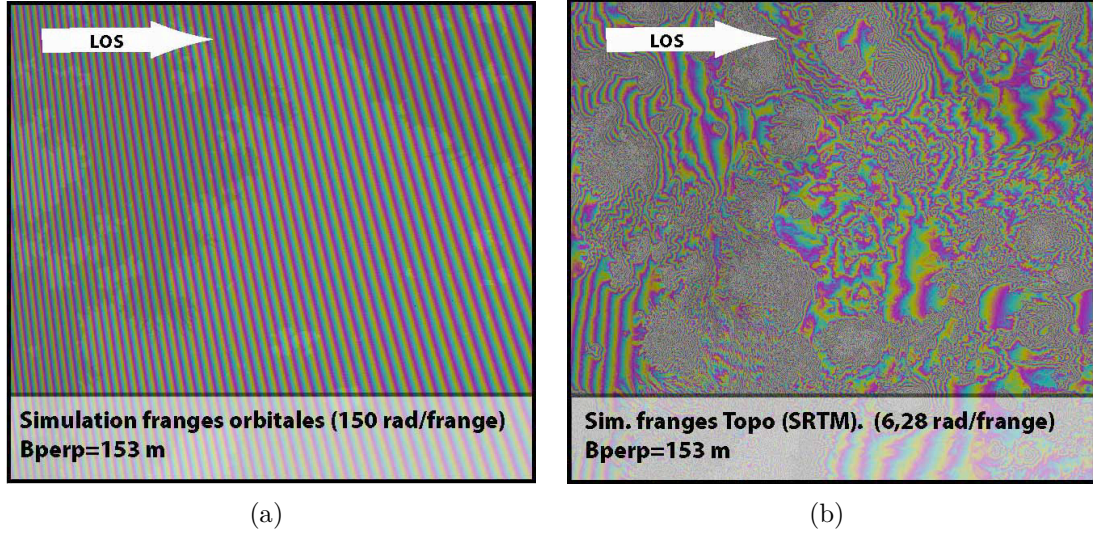 LOS
Simulation franges orbitales (150 rad/frange)
Bperp=153 m
(a)
LOS
Sim. franges Topo (SRTM). (6,28 rad/frange)
Bperp=153 m
(b)